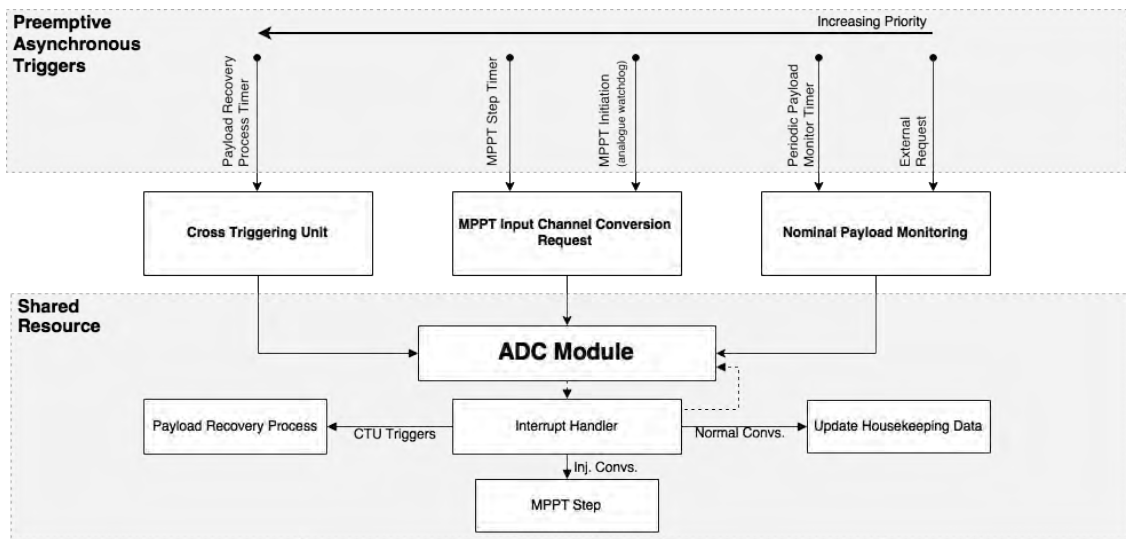 Preemptive
Asynchronous
Triggers
Increasing Priority
Payload Recovery
Process Timer
MPPT Step Timer
MPPT Initiation
(analogue watchdog)
Periodic Payload
Monitor Timer
External
Request
Cross Triggering Unit
MPPT Input Channel Conversion
Request
Nominal Payload Monitoring
Shared
Resource
ADC Module
Payload Recovery Process
CTU Triggers
Interrupt Handler
Normal Convs.
Update Housekeeping Data
Inj. Convs.
MPPT Step